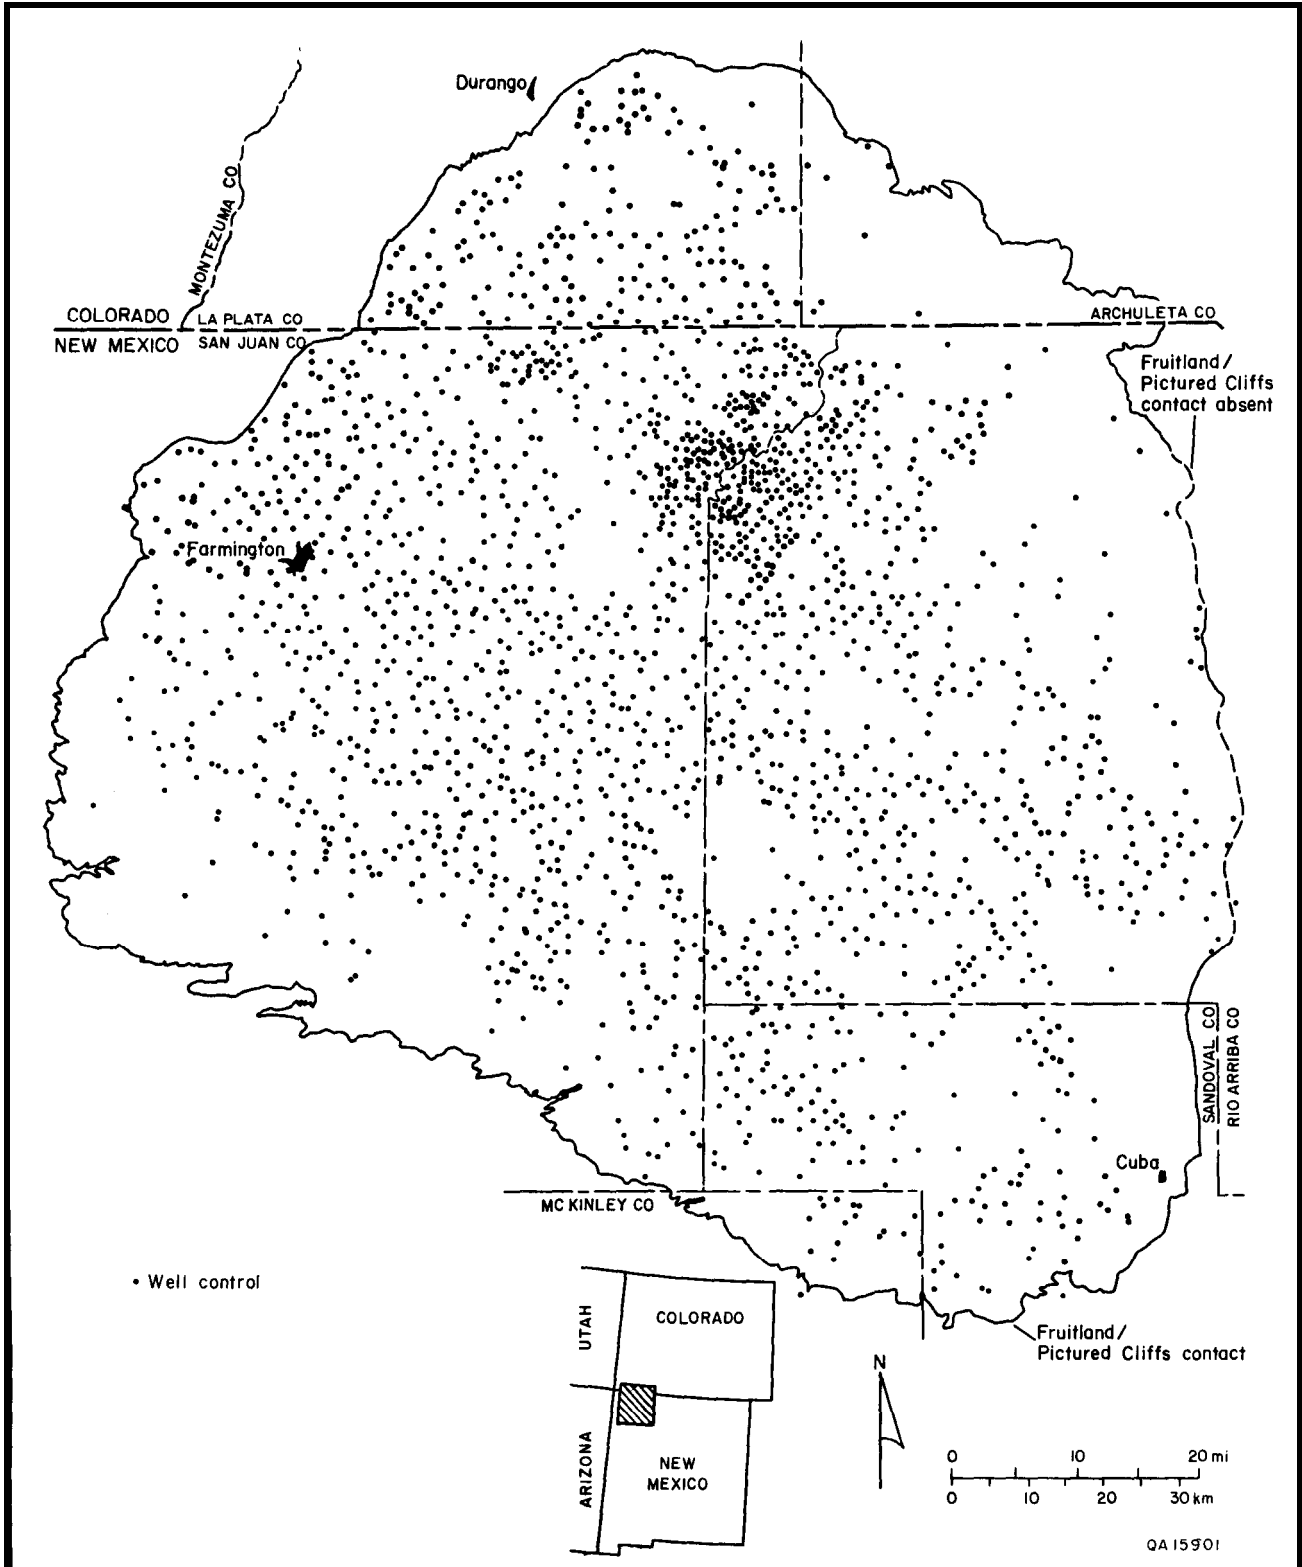 Durango
MONTEZUMA CO
COLORADO
LA PLATA CO
ARCHULETA CO
NEW MEXICO
SAN JUAN CO
Fruitland/
Pictured Cliffs
contact absent
Farmington
SANDOVAL CO
RIO ARRIBA CO
Cuba
MC KINLEY CO
• Well control
UTAH
COLORADO
Fruitland/
Pictured Cliffs contact
N
ARIZONA
NEW
MEXICO
0 10 20 mi
0 10 20 30 km
QA15901